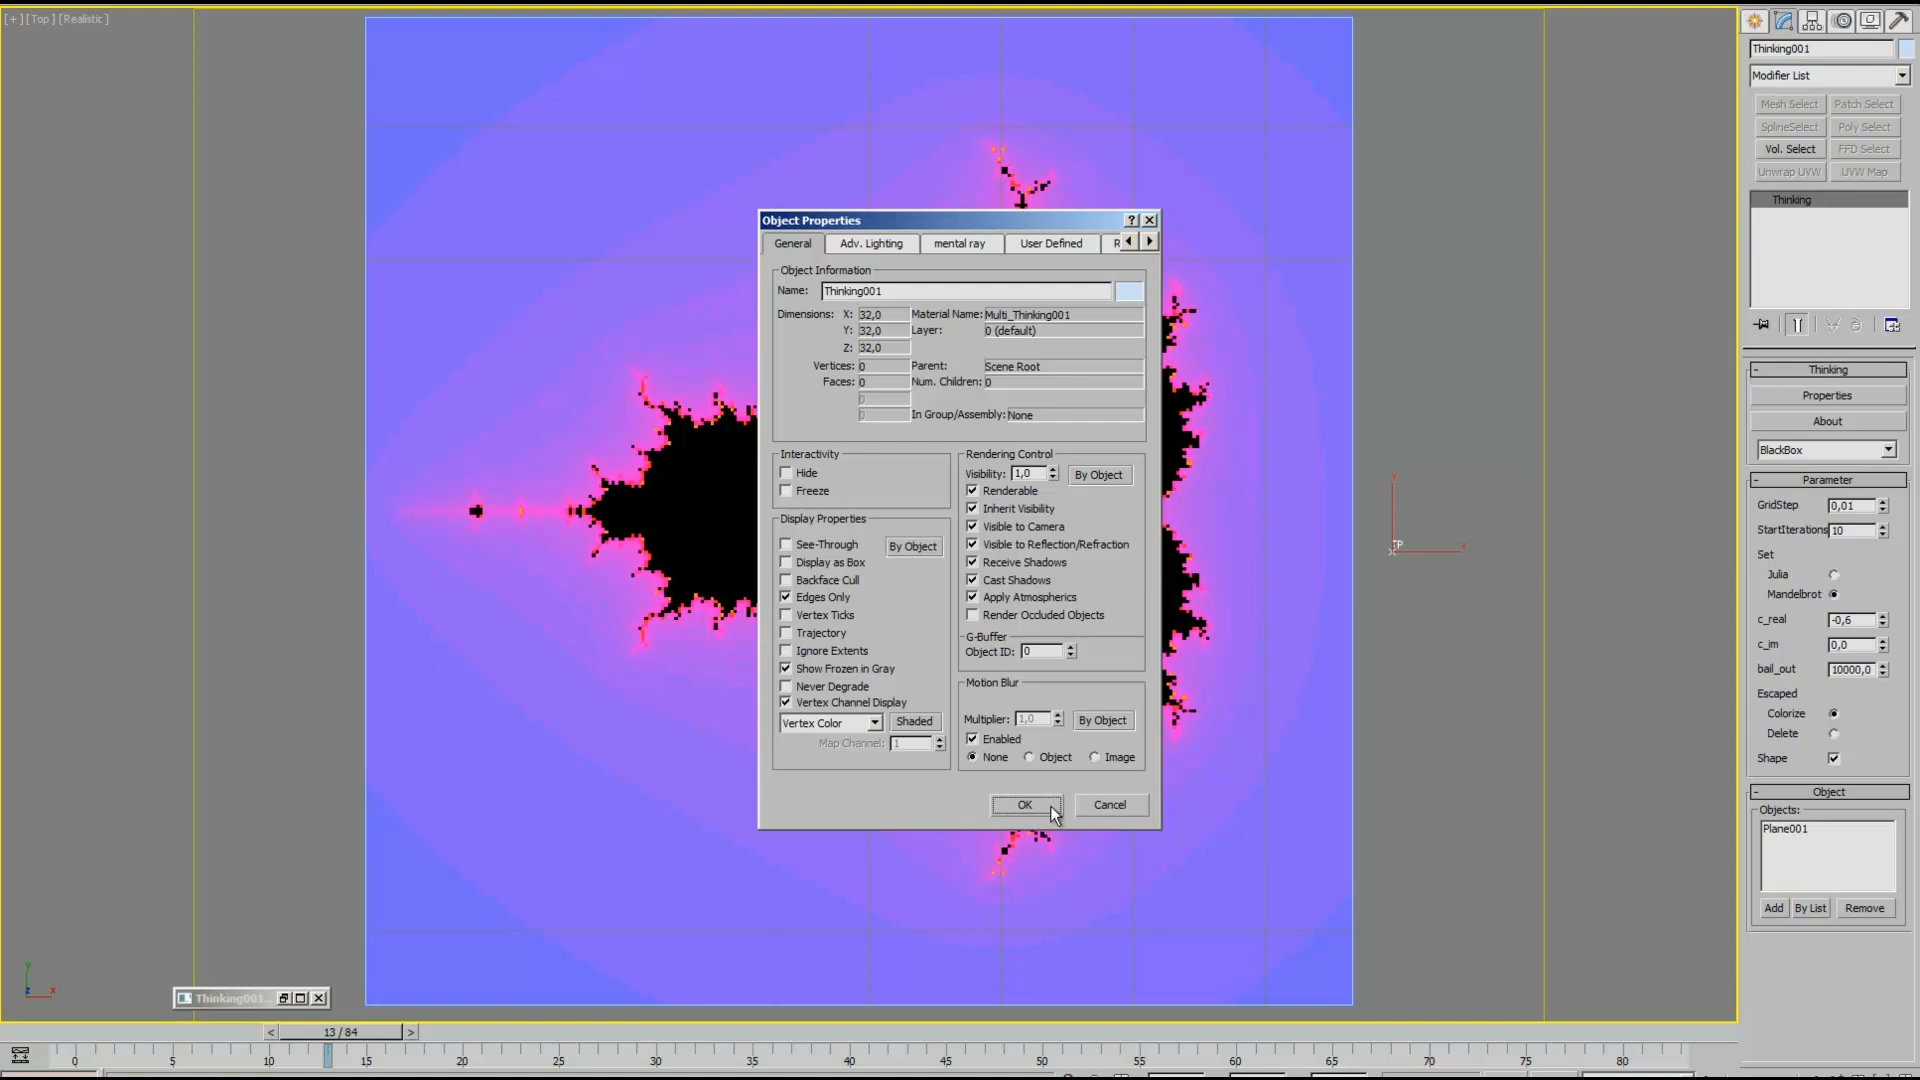 [ + ] [ Top ] [ Realistic ]
Thinking001
Modifier List
Mesh Select
Patch Select
SplineSelect
Poly Select
Vol. Select
FFD Select
Unwrap UVW
UVW Map
Thinking
Object Properties
General
Adv. Lighting
mental ray
User Defined
R
Object Information
Name:
Thinking001
Dimensions: X: 32,0
Y: 32,0
Z: 32,0
Material Name: Multi_Thinking001
Layer: 0 (default)
Vertices: 0
Faces: 0
0
0
Parent: Scene Root
Num. Children: 0
In Group/Assembly: None
Interactivity
Hide
Freeze
Display Properties
See-Through
By Object
Display as Box
Backface Cull
Edges Only
Vertex Ticks
Trajectory
Ignore Extents
Show Frozen in Gray
Never Degrade
Vertex Channel Display
Vertex Color
Shaded
Map Channel: 1
Rendering Control
Visibility: 1,0
By Object
Renderable
Inherit Visibility
Visible to Camera
Visible to Reflection/Refraction
Receive Shadows
Cast Shadows
Apply Atmospherics
Render Occluded Objects
G-Buffer
Object ID: 0
Motion Blur
Multiplier: 1,0
By Object
Enabled
None
Object
Image
OK
Cancel
Thinking
Properties
About
BlackBox
Parameter
GridStep 0,01
StartIterations 10
Set
Julia
Mandelbrot
c_real -0,6
c_im 0,0
bail_out 10000,0
Escaped
Colorize
Delete
Shape
Object
Objects:
Plane001
Add
By List
Remove
y
x
TP
y
z
x
Thinking001...
< 13 / 84 >
0 5 10 15 20 25 30 35 40 45 50 55 60 65 70 75 80